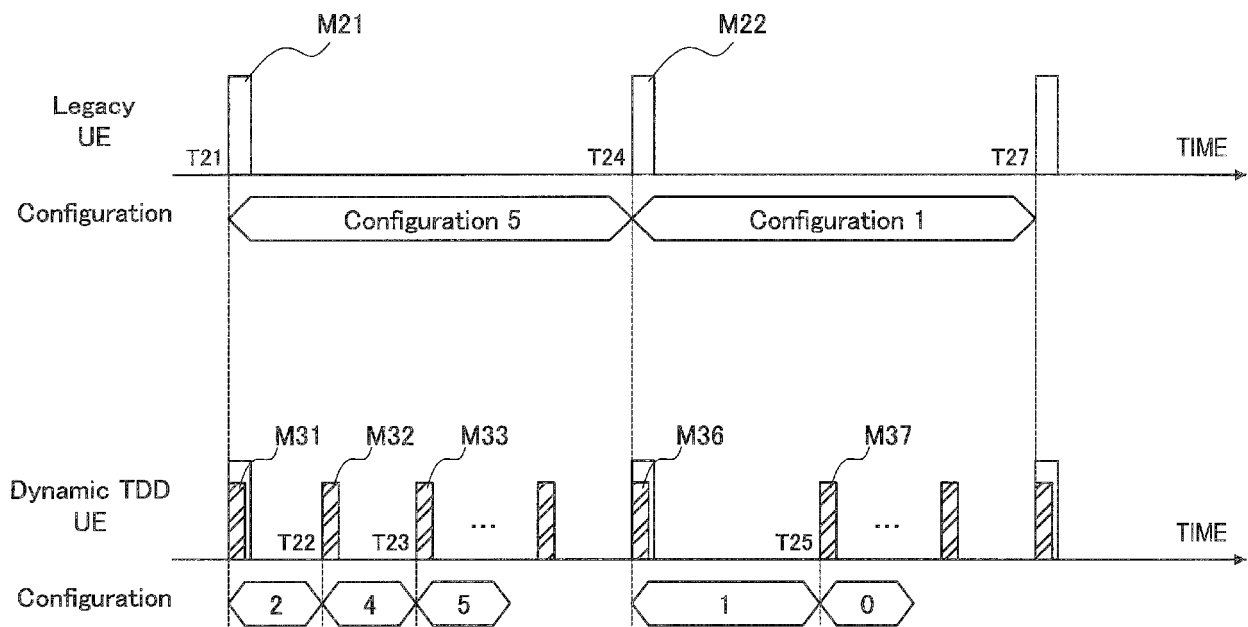 M21
M22
Legacy
UE
T21
T24
T27
TIME
Configuration
Configuration 5
Configuration 1
M31
M32
M33
M36
M37
Dynamic TDD
UE
...
...
T22
T23
T25
TIME
Configuration
2
4
5
1
0